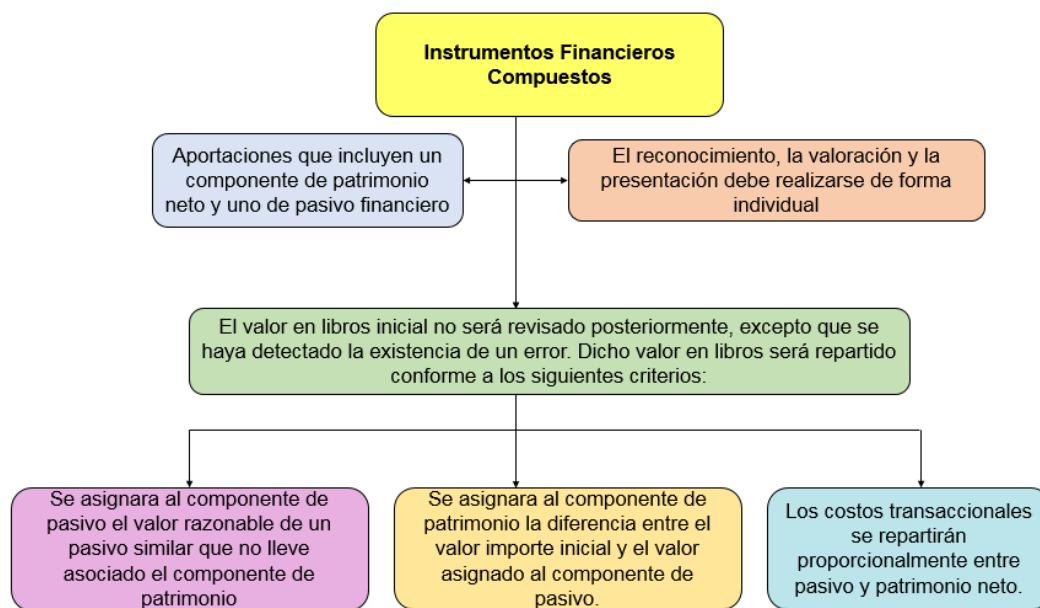 Instrumentos Financieros
Compuestos
Aportaciones que incluyen un
componente de patrimonio
neto y uno de pasivo financiero
El reconocimiento, la valoración y la
presentación debe realizarse de forma
individual
El valor en libros inicial no será revisado posteriormente, excepto que se
haya detectado la existencia de un error. Dicho valor en libros será repartido
conforme a los siguientes criterios:
Se asignara al componente de
pasivo el valor razonable de un
pasivo similar que no lleve
asociado el componente de
patrimonio
Se asignara al componente de
patrimonio la diferencia entre el
valor importe inicial y el valor
asignado al componente de
pasivo.
Los costos transaccionales
se repartirán
proporcionalmente entre
pasivo y patrimonio neto.